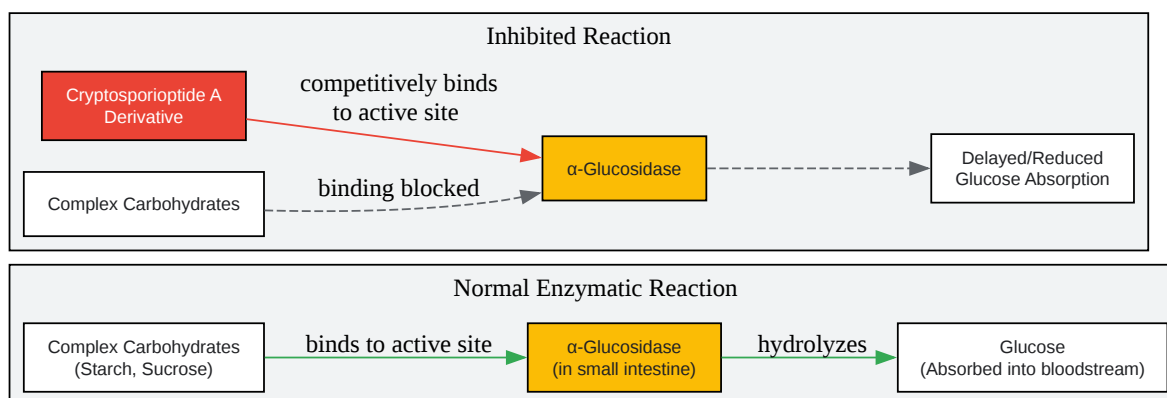 Inhibited Reaction
Cryptosporioptide A
Derivative
competitively binds
to active site
Complex Carbohydrates
binding blocked
α-Glucosidase
Delayed/Reduced
Glucose Absorption
Normal Enzymatic Reaction
Complex Carbohydrates
(Starch, Sucrose)
binds to active site
α-Glucosidase
(in small intestine)
hydrolyzes
Glucose
(Absorbed into bloodstream)